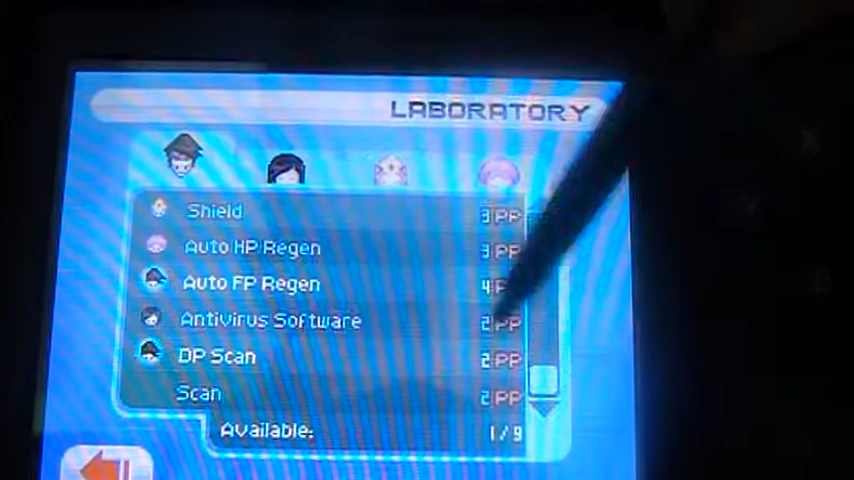 LABORATORY
Shield 3 PP
Auto HP Regen 3 PP
Auto FP Regen 4
Antivirus Software 2 PP
DP Scan 2 PP
Scan 2 PP
Available: 1/9